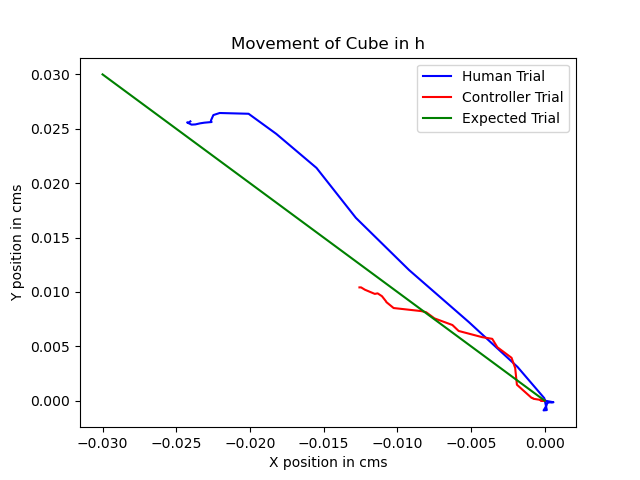 Movement of Cube in h
Human Trial
Controller Trial
Expected Trial
0.030
0.025
0.020
0.015
0.010
0.005
0.000
Y position in cms
−0.030 −0.025 −0.020 −0.015 −0.010 −0.005 0.000
X position in cms